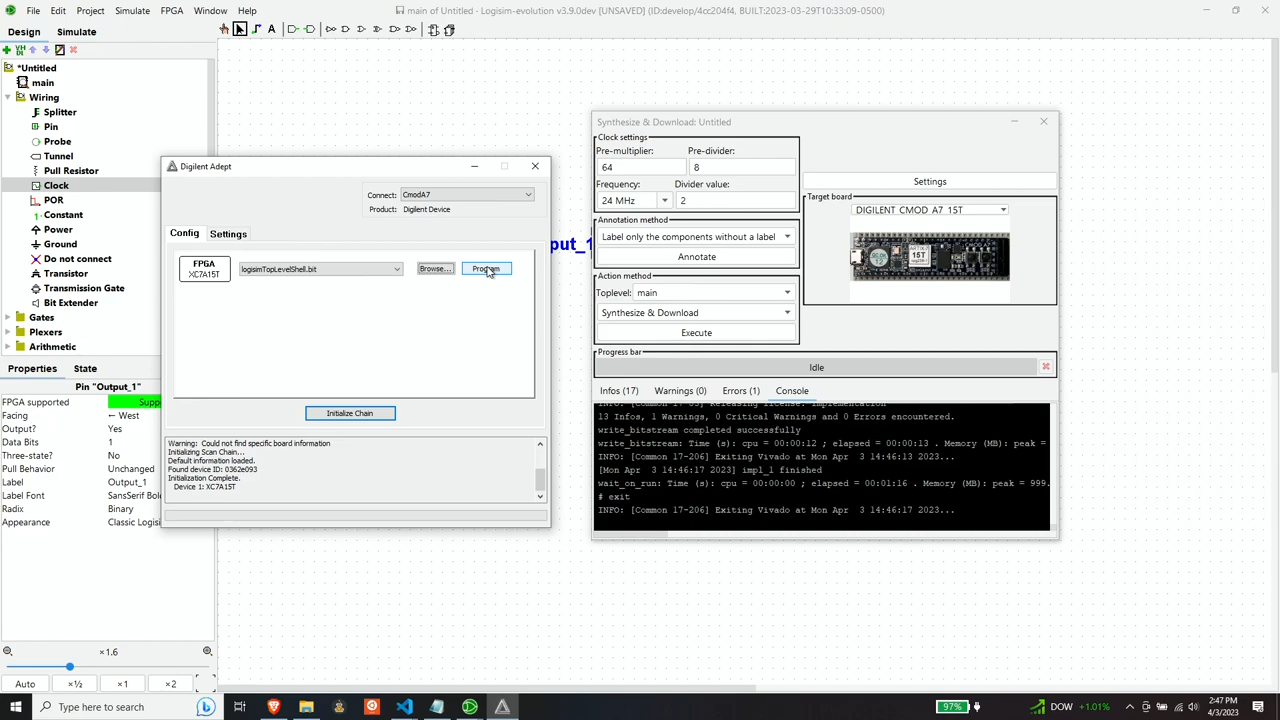 File Edit Project Simulate FPGA Window Help
main of Untitled - Logisim-evolution v3.9.0dev [UNSAVED] (ID:develop/4cc204f4, BUILT:2023-03-29T10:33:09-0500)
Design Simulate
*Untitled
main
Wiring
Splitter
Pin
Probe
Tunnel
Pull Resistor
Clock
POR
Constant
Power
Ground
Do not connect
Transistor
Transmission Gate
Bit Extender
Gates
Plexers
Arithmetic
Properties State
Pin "Output_1"
FPGA supported Supp
Facing ← West
Output? Yes
Data Bits 1
Three-state? No
Pull Behavior Unchanged
Label Output_1
Label Font SansSerif Bol
Radix Binary
Appearance Classic Logis
×1.6
Auto ×½ ×1 ×2
Digilent Adept
Connect: CmodA7
Product: Digilent Device
Config Settings
FPGA
XC7A15T
logisimTopLevelShell.bit
Browse... Program
Initialize Chain
Warning: Could not find specific board information
Initializing Scan Chain...
Default information loaded.
Found device ID: 0362e093
Initialization Complete.
Device 1: XC7A15T
put_1
Synthesize & Download: Untitled
Clock settings
Pre-multiplier: Pre-divider:
64 8
Frequency: Divider value:
24 MHz 2
Annotation method
Label only the components without a label
Annotate
Action method
Toplevel: main
Synthesize & Download
Execute
Settings
Target board
DIGILENT CMOD A7 15T
15T
Progress bar
Idle
Infos (17) Warnings (0) Errors (1) Console
13 Infos, 1 Warnings, 0 Critical Warnings and 0 Errors encountered.
write_bitstream completed successfully
write_bitstream: Time (s): cpu = 00:00:12 ; elapsed = 00:00:13 . Memory (MB): peak =
INFO: [Common 17-206] Exiting Vivado at Mon Apr 3 14:46:13 2023...
[Mon Apr 3 14:46:17 2023] impl_1 finished
wait_on_run: Time (s): cpu = 00:00:00 ; elapsed = 00:01:16 . Memory (MB): peak = 999.
# exit
INFO: [Common 17-206] Exiting Vivado at Mon Apr 3 14:46:17 2023...
Type here to search
97%
DOW +1.01%
2:47 PM
4/3/2023